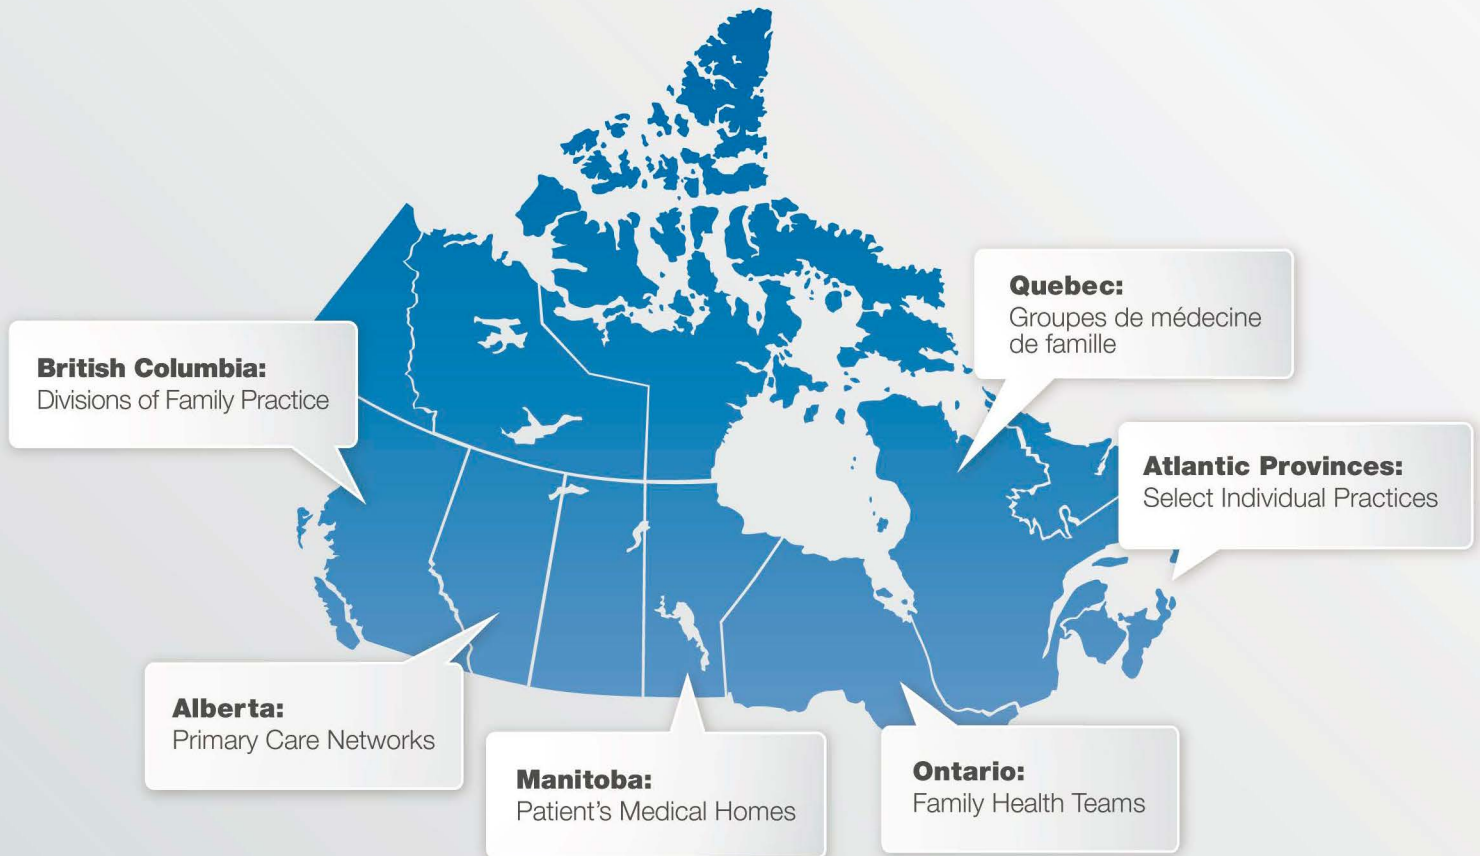 Quebec:
Groupes de médecine
de famille
British Columbia:
Divisions of Family Practice
Atlantic Provinces:
Select Individual Practices
Alberta:
Primary Care Networks
Manitoba:
Patient’s Medical Homes
Ontario:
Family Health Teams